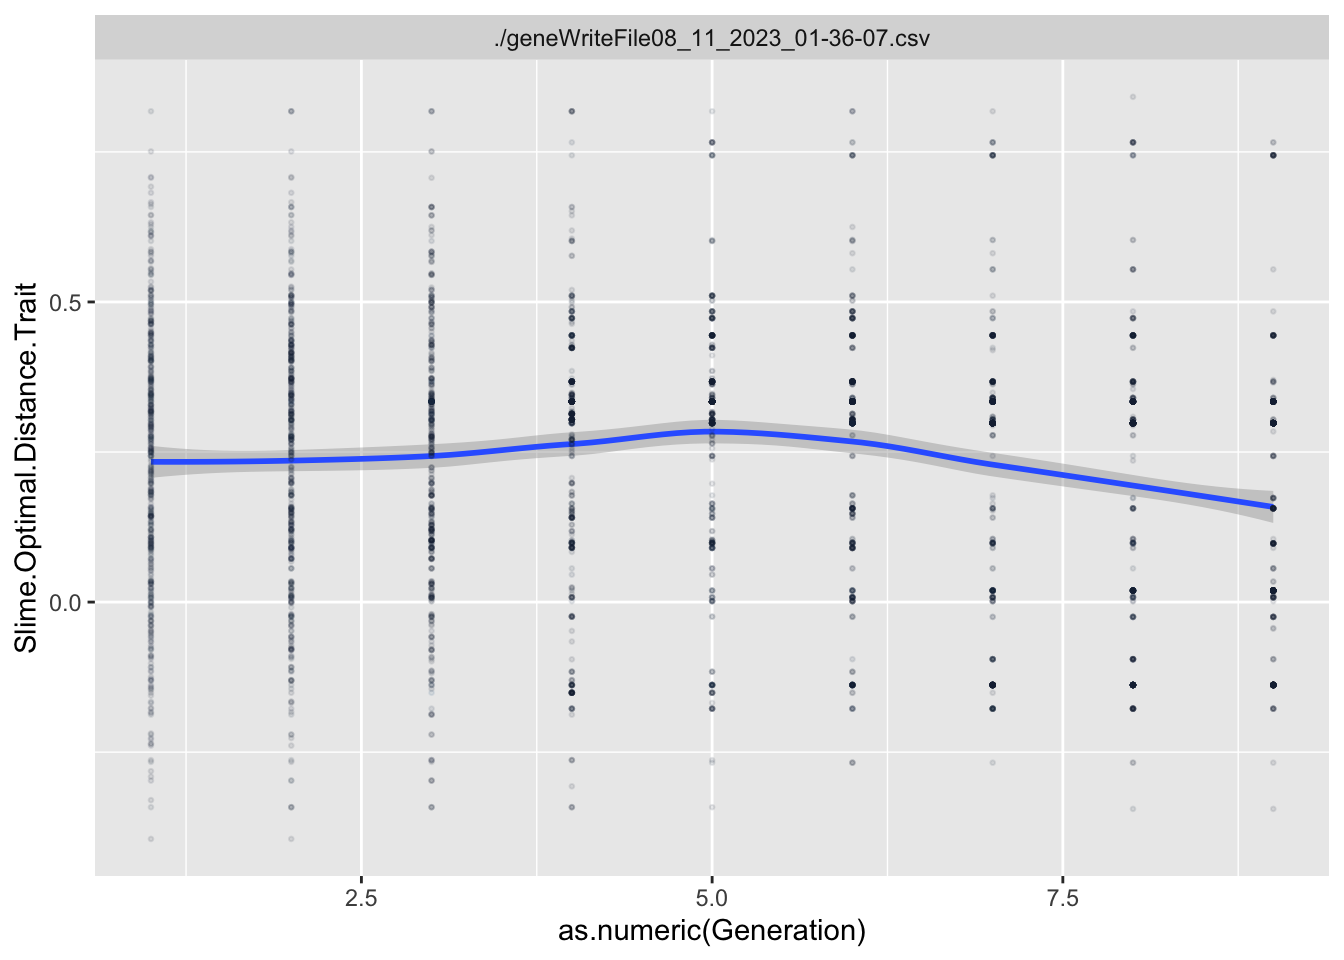 ./geneWriteFile08_11_2023_01-36-07.csv
Slime.Optimal.Distance.Trait
0.5
0.0
2.5
5.0
7.5
as.numeric(Generation)